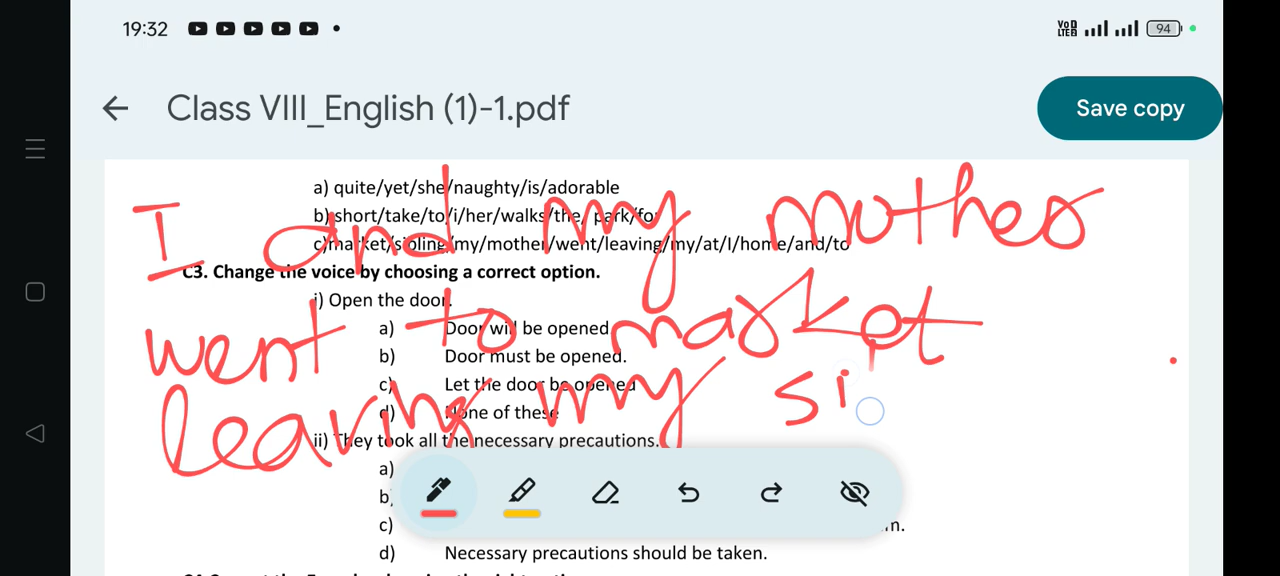 19:32 VoD LTE 94
Class VIII_English (1)-1.pdf Save copy
a) quite/yet/she/naughty/is/adorable
b) short/take/to/i/her/walks/the/ park/for
c)market/sibling/my/mother/went/leaving/my/at/I/home/and/to
I and my mother
C3. Change the voice by choosing a correct option.
i) Open the door.
a) Door will be opened
went to market
b) Door must be opened.
c) Let the door be opened
leaving my si
d) None of these
ii) They took all the necessary precautions.
a)
b)
c) n.
d) Necessary precautions should be taken.